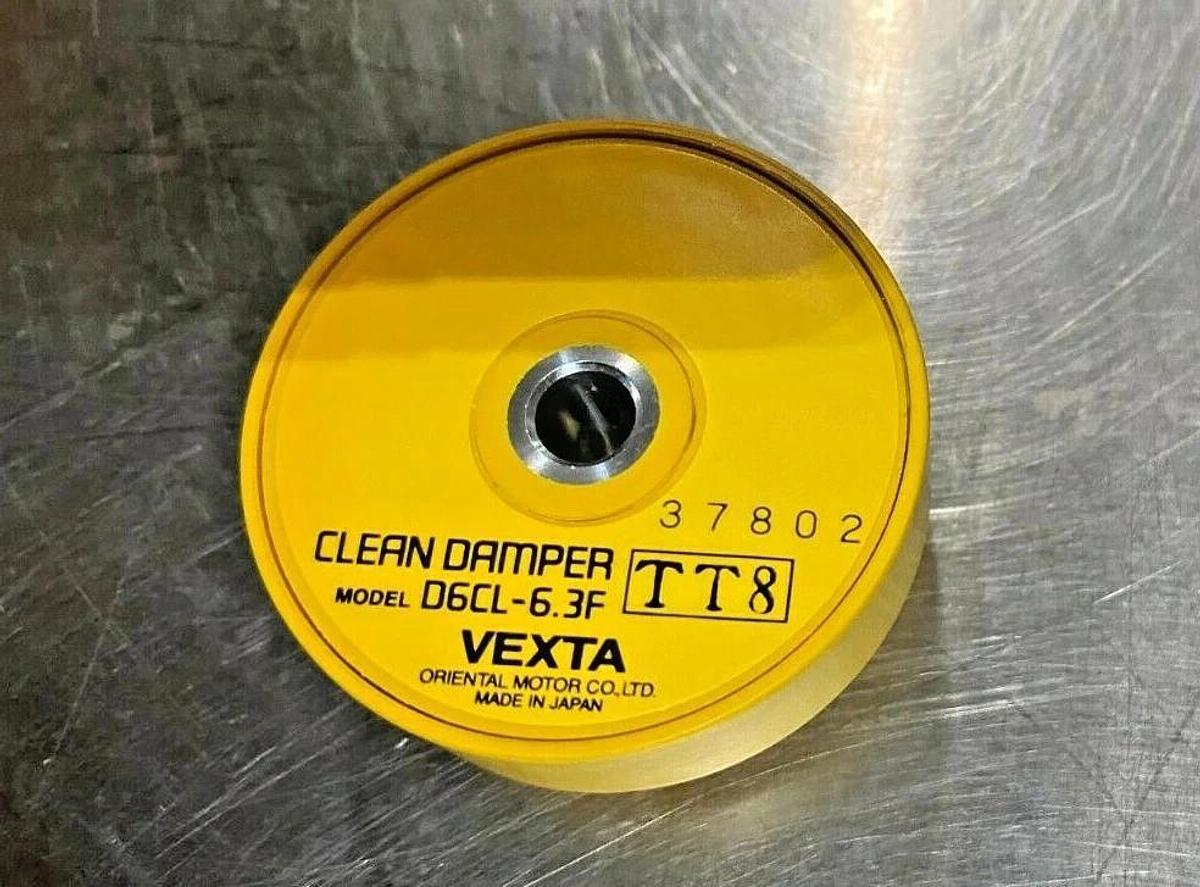 37802
CLEAN DAMPER
MODEL D6CL-6.3F
TT8
VEXTA
ORIENTAL MOTOR CO.,LTD.
MADE IN JAPAN